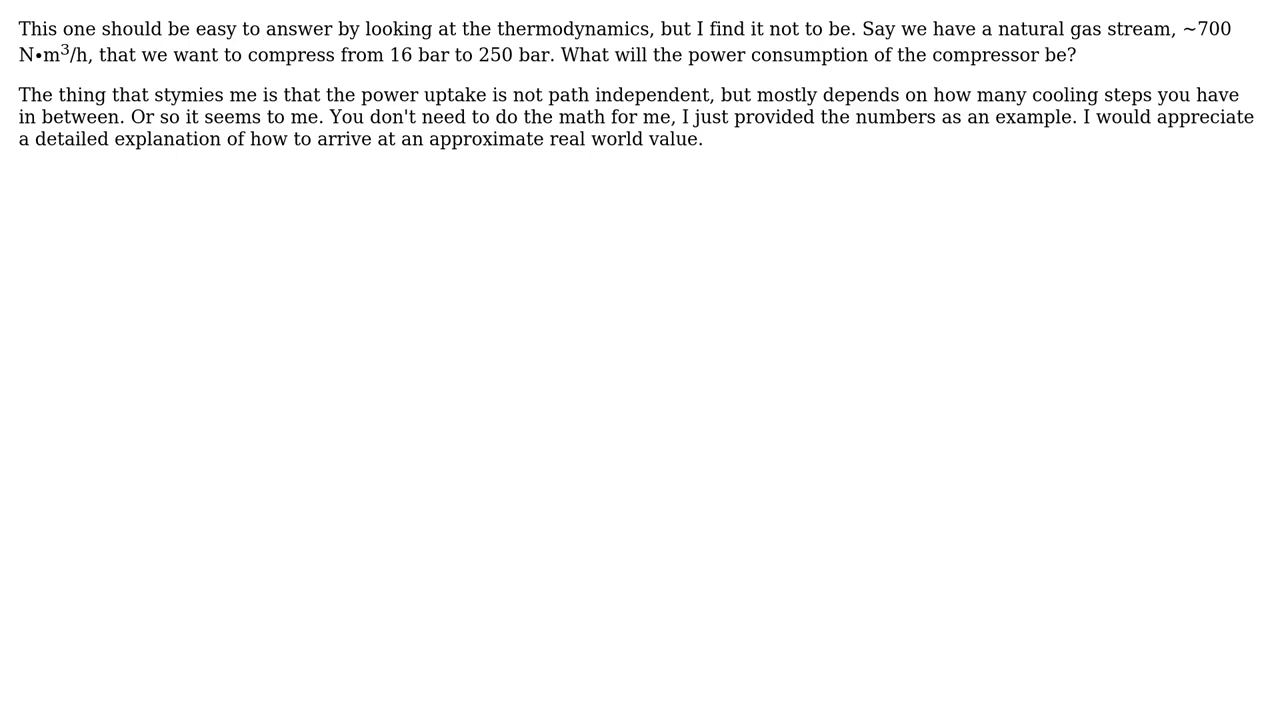 This one should be easy to answer by looking at the thermodynamics, but I find it not to be. Say we have a natural gas stream, ~700
N•m³/h, that we want to compress from 16 bar to 250 bar. What will the power consumption of the compressor be?
The thing that stymies me is that the power uptake is not path independent, but mostly depends on how many cooling steps you have
in between. Or so it seems to me. You don't need to do the math for me, I just provided the numbers as an example. I would appreciate
a detailed explanation of how to arrive at an approximate real world value.